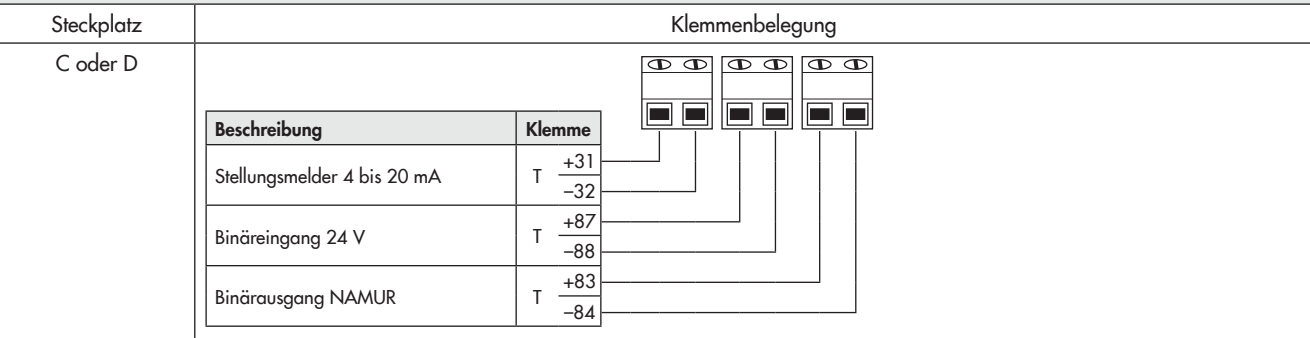 Steckplatz Klemmenbelegung
C oder D
Beschreibung Klemme
Stellungsmelder 4 bis 20 mA T +31
−32
Binäreingang 24 V T +87
−88
Binärausgang NAMUR T +83
−84